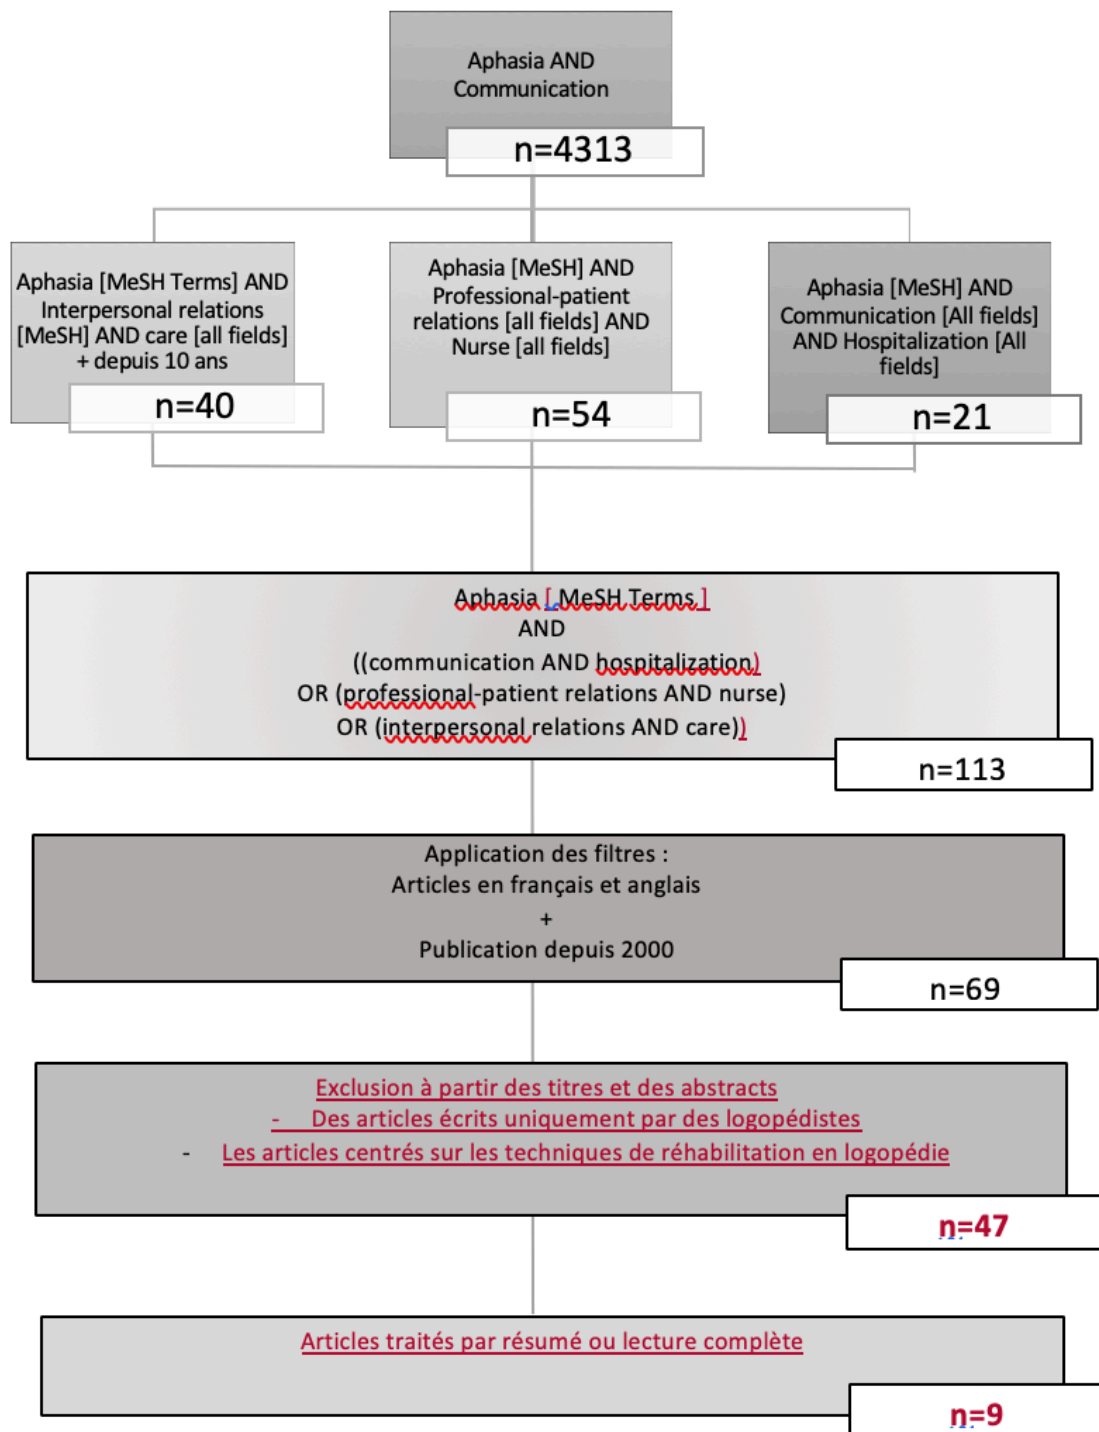 Aphasia AND
Communication
n=4313
Aphasia [MeSH Terms] AND
Interpersonal relations
[MeSH] AND care [all fields]
+ depuis 10 ans
n=40
Aphasia [MeSH] AND
Professional-patient
relations [all fields] AND
Nurse [all fields]
n=54
Aphasia [MeSH] AND
Communication [All fields]
AND Hospitalization [All
fields]
n=21
Aphasia [ MeSH Terms ]
AND
((communication AND hospitalization)
OR (professional-patient relations AND nurse)
OR (interpersonal relations AND care))
n=113
Application des filtres :
Articles en français et anglais
+
Publication depuis 2000
n=69
Exclusion à partir des titres et des abstracts
- Des articles écrits uniquement par des logopédistes
- Les articles centrés sur les techniques de réhabilitation en logopédie
n=47
Articles traités par résumé ou lecture complète
n=9